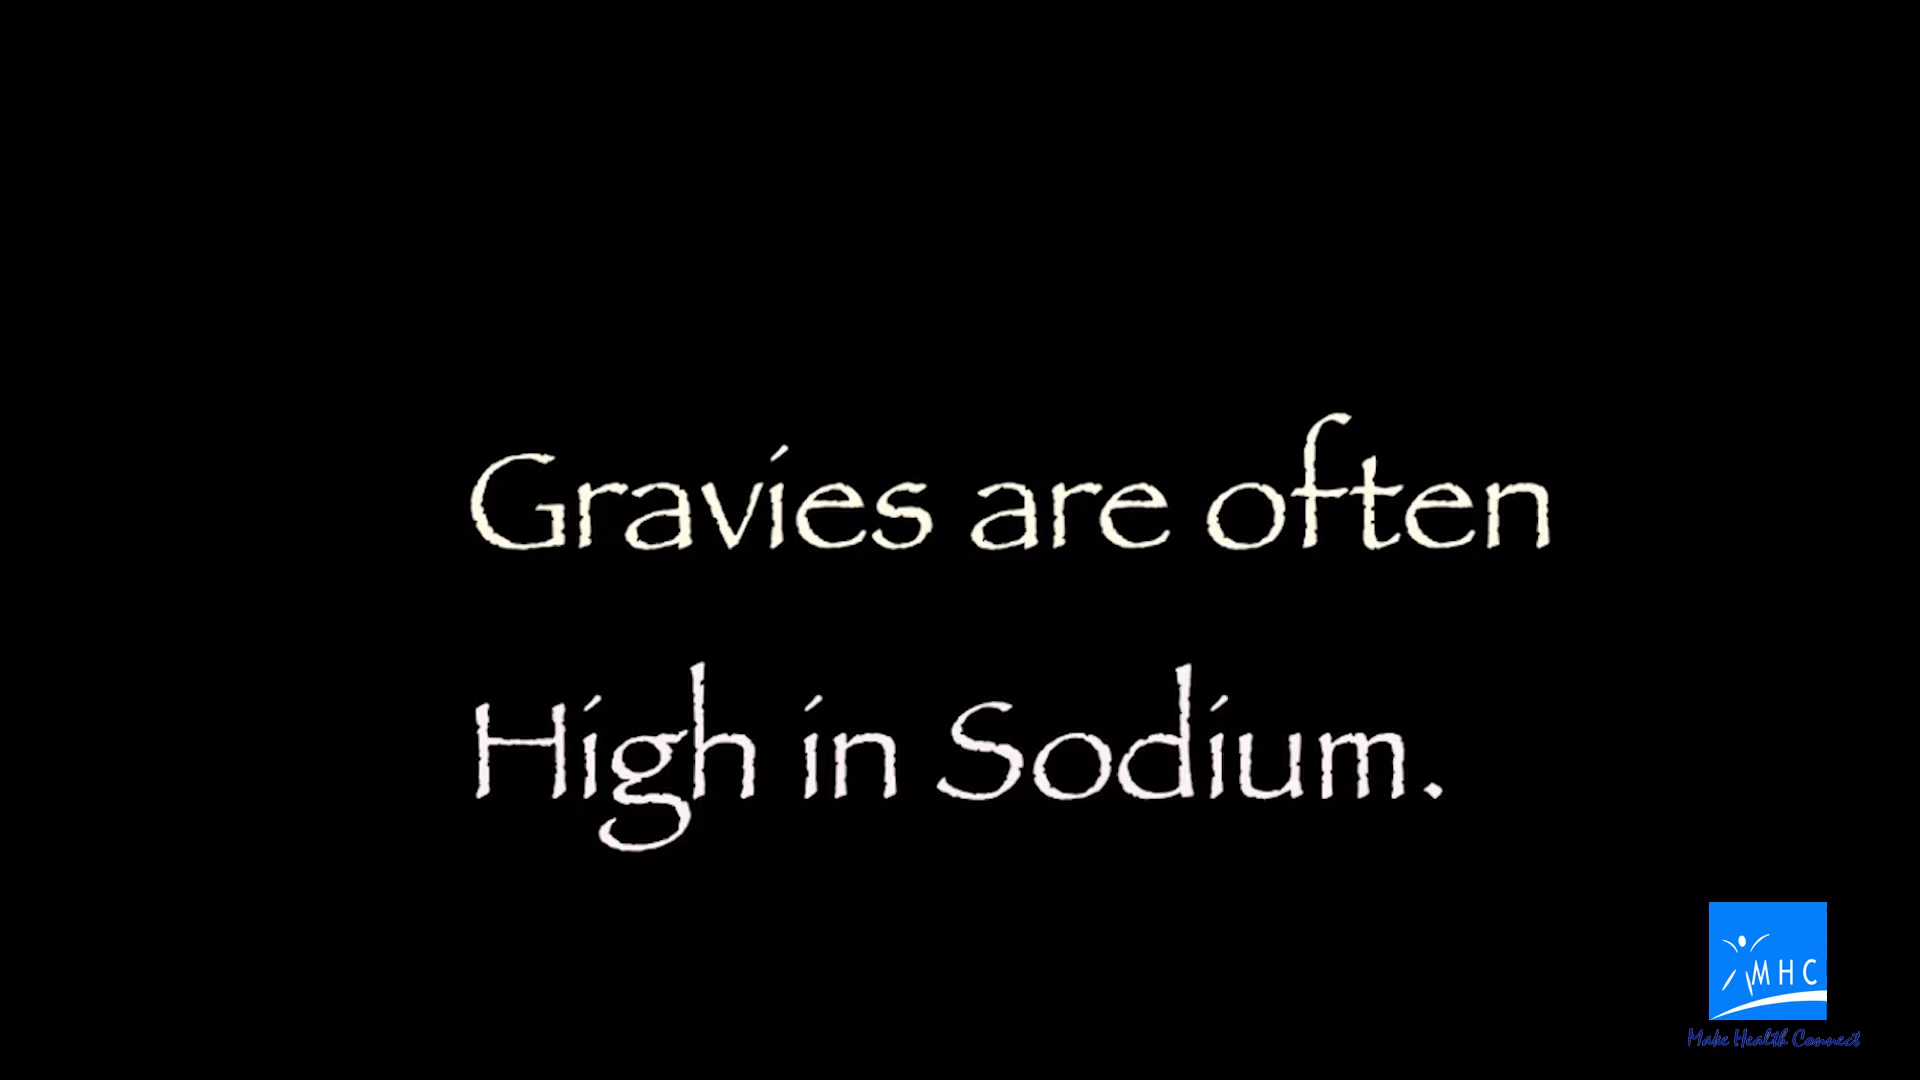 Gravies are often
High in Sodium.
MHC
Make Health Connect